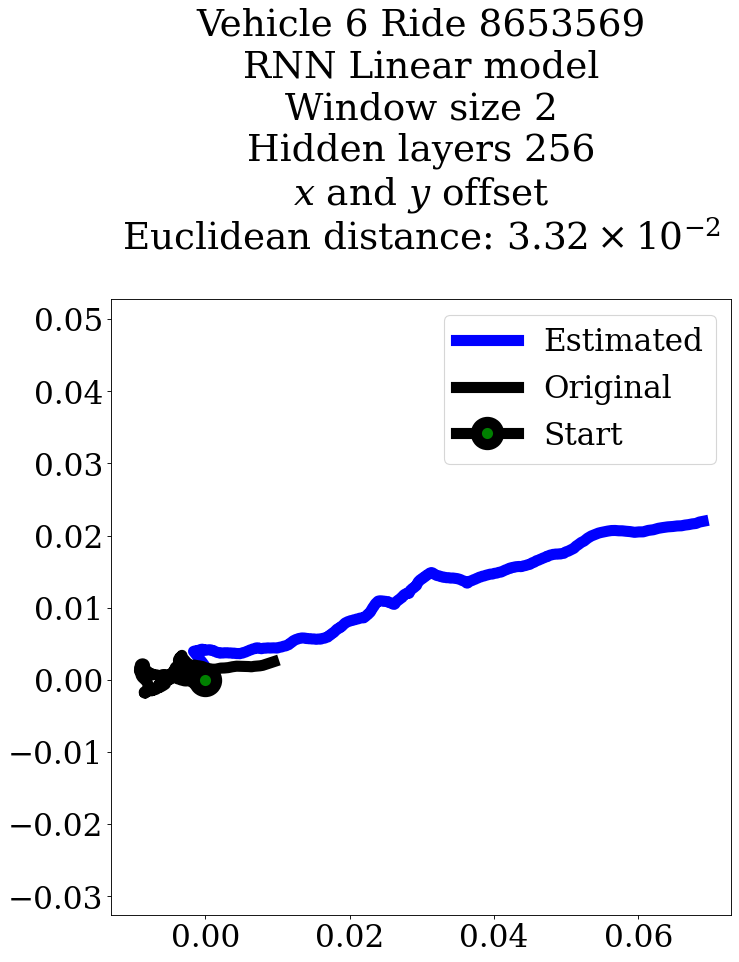 Vehicle 6 Ride 8653569
RNN Linear model
Window size 2
Hidden layers 256
x and y offset
Euclidean distance: 3.32 × 10⁻²
Estimated
Original
Start
0.05
0.04
0.03
0.02
0.01
0.00
−0.01
−0.02
−0.03
0.00 0.02 0.04 0.06